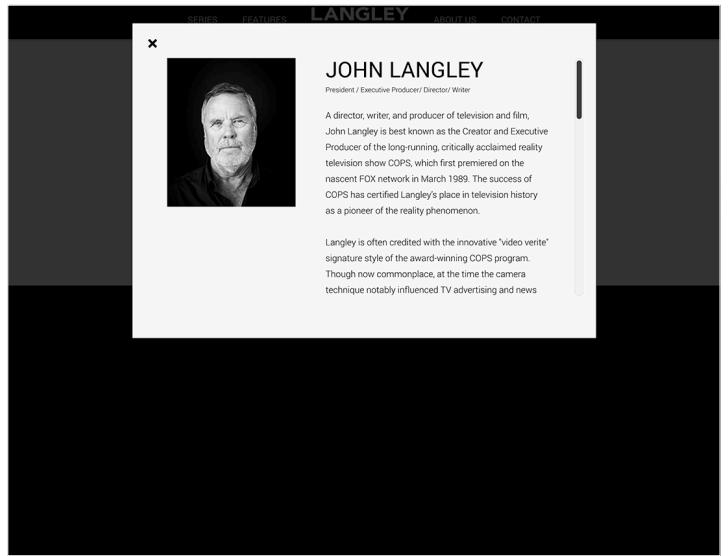 SERIES FEATURES LANGLEY ABOUT US CONTACT
JOHN LANGLEY
President / Executive Producer/ Director/ Writer
A director, writer, and producer of television and film,
John Langley is best known as the Creator and Executive
Producer of the long-running, critically acclaimed reality
television show COPS, which first premiered on the
nascent FOX network in March 1989. The success of
COPS has certified Langley's place in television history
as a pioneer of the reality phenomenon.
Langley is often credited with the innovative "video verite"
signature style of the award-winning COPS program.
Though now commonplace, at the time the camera
technique notably influenced TV advertising and news